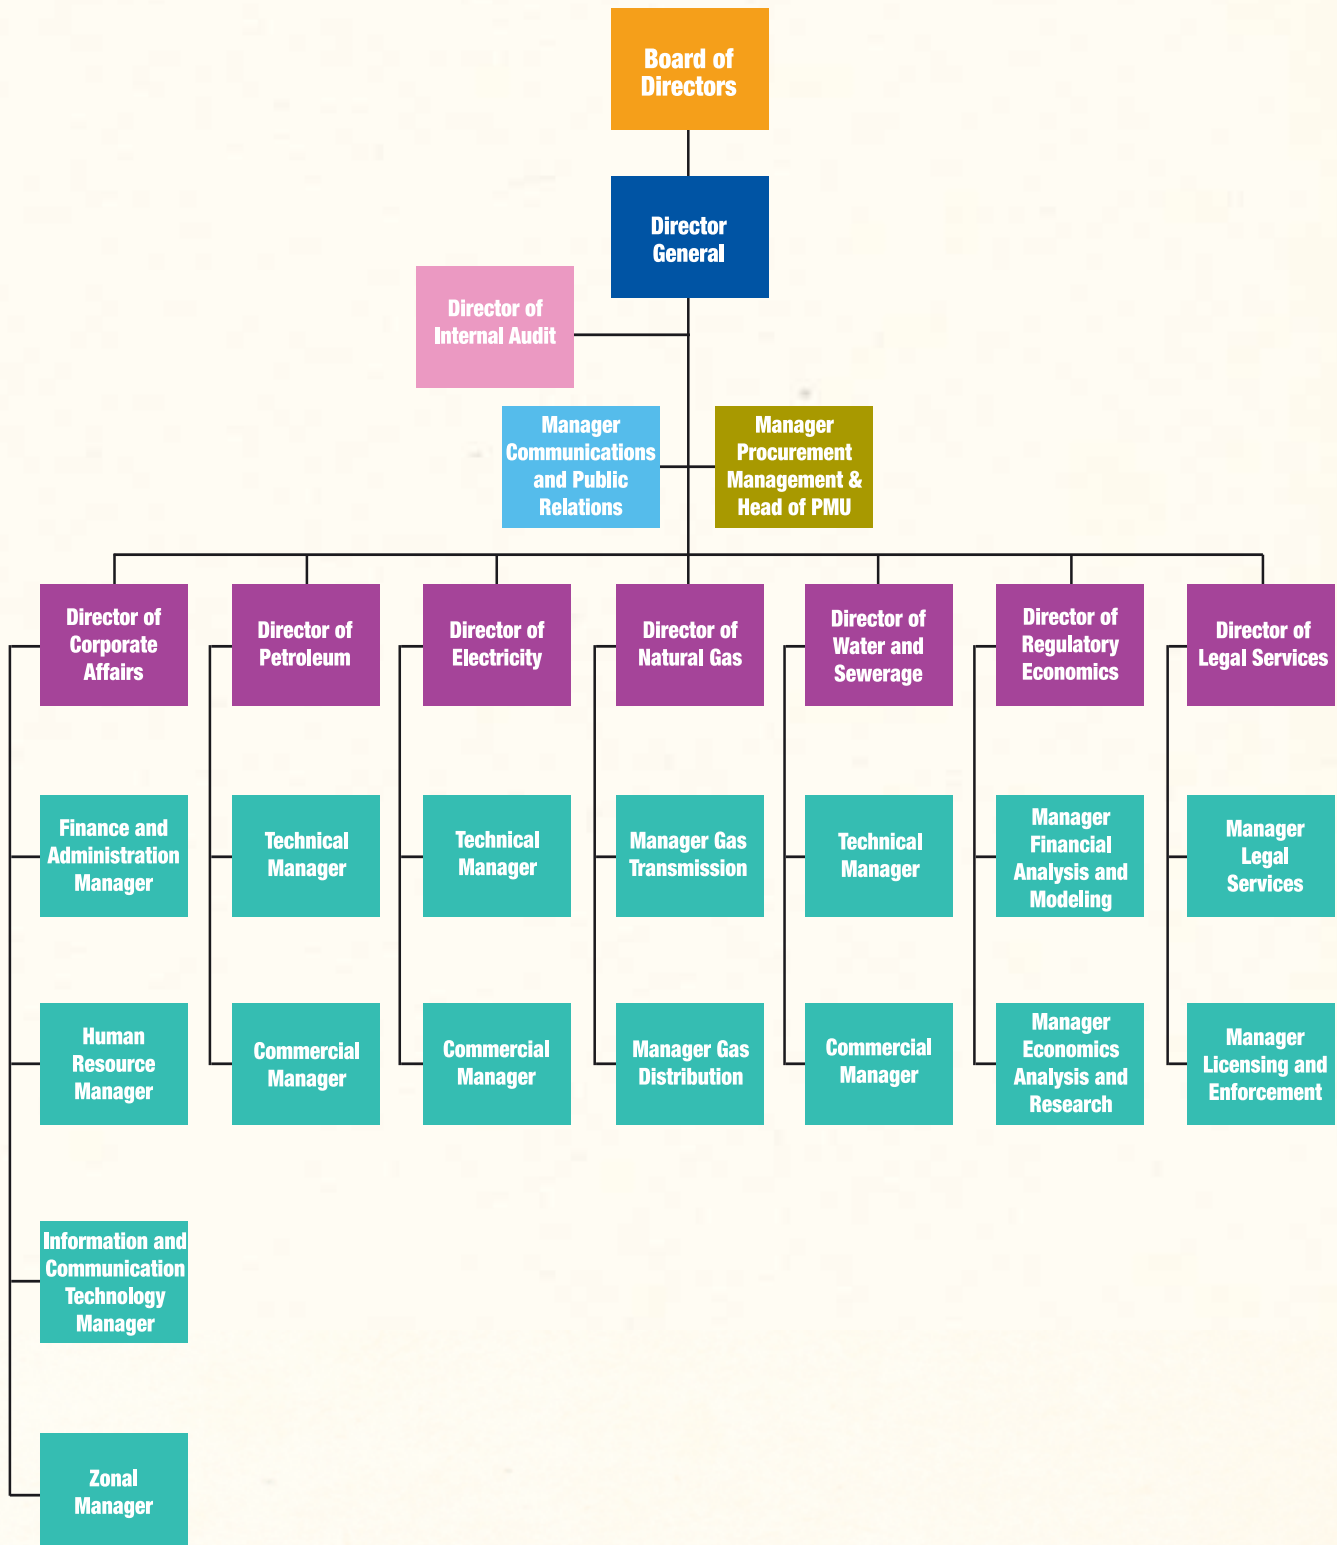 Board of
Directors
Director
General
Director of
Internal Audit
Manager
Communications
and Public
Relations
Manager
Procurement
Management &
Head of PMU
Director of
Corporate
Affairs
Director of
Petroleum
Director of
Electricity
Director of
Natural Gas
Director of
Water and
Sewerage
Director of
Regulatory
Economics
Director of
Legal Services
Finance and
Administration
Manager
Technical
Manager
Technical
Manager
Manager Gas
Transmission
Technical
Manager
Manager
Financial
Analysis and
Modeling
Manager
Legal
Services
Human
Resource
Manager
Commercial
Manager
Commercial
Manager
Manager Gas
Distribution
Commercial
Manager
Manager
Economics
Analysis and
Research
Manager
Licensing and
Enforcement
Information and
Communication
Technology
Manager
Zonal
Manager